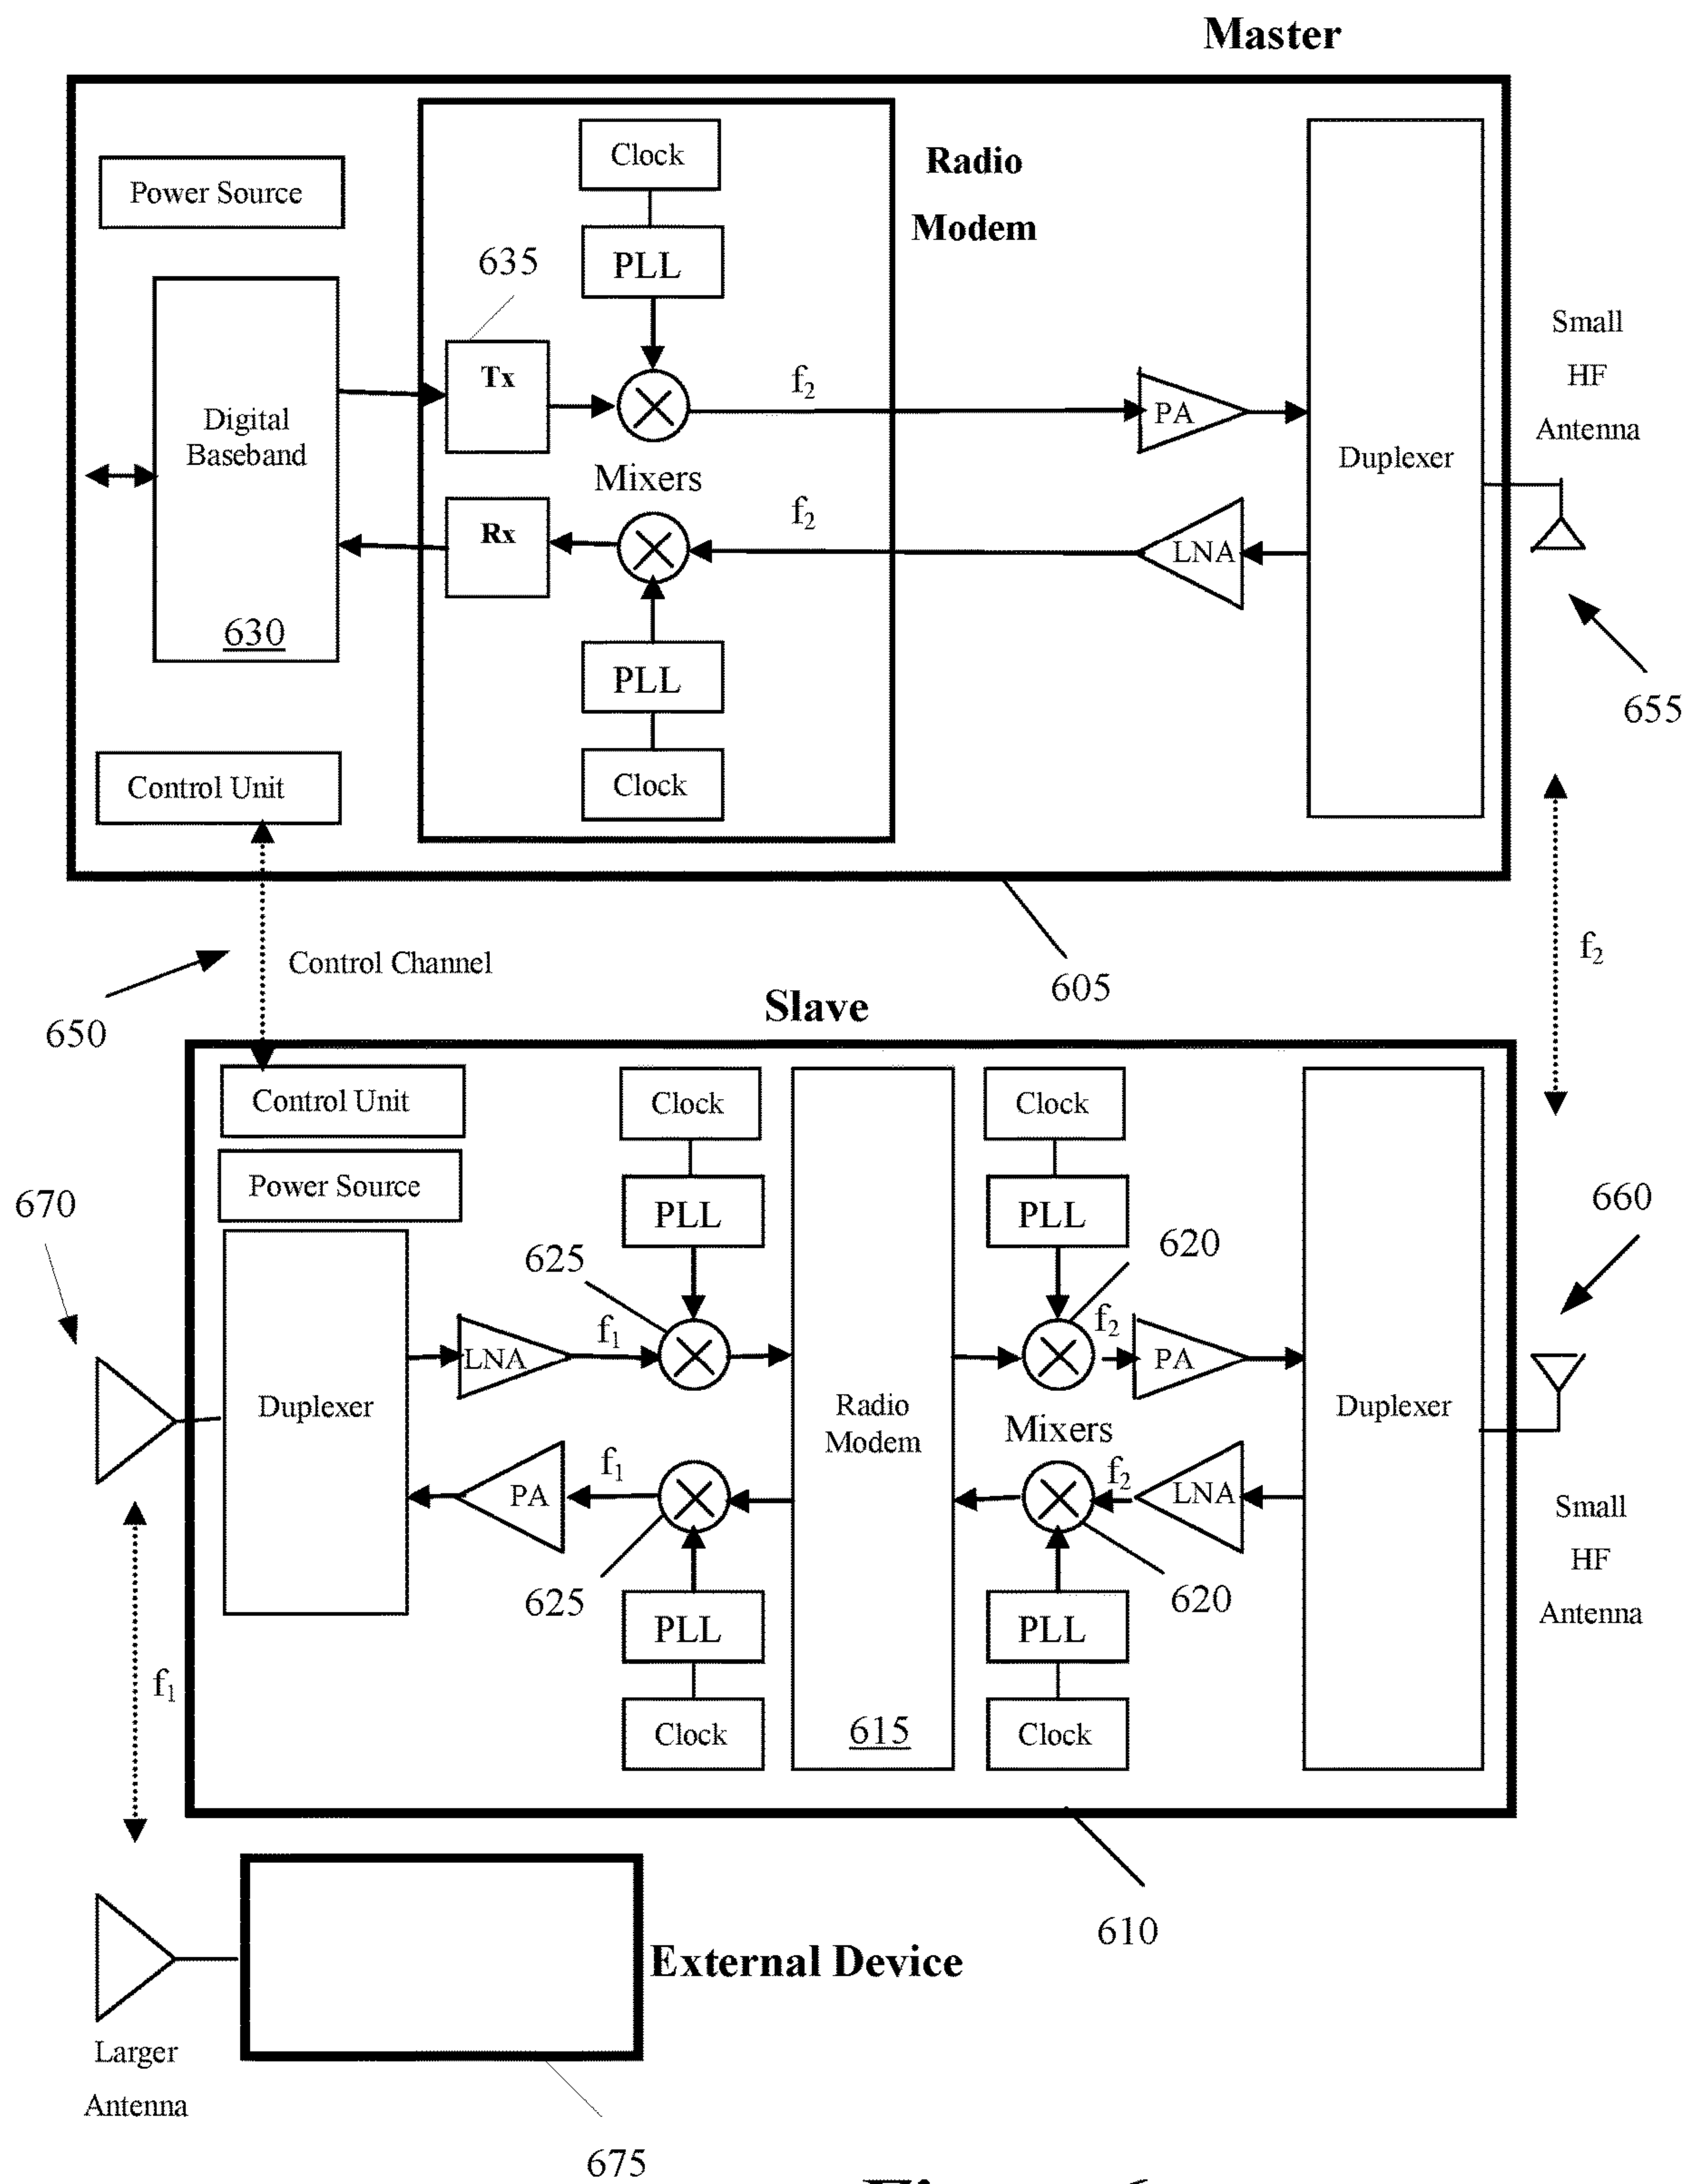 Master
Clock
Radio
Modem
Power Source
PLL
635
Small
HF
Antenna
Tx
f₂
PA
Digital
Baseband
Duplexer
Mixers
f₂
Rx
LNA
630
PLL
655
Control Unit
Clock
f₂
Control Channel
605
650
Slave
Control Unit
Clock
Clock
Power Source
670
660
PLL
PLL
625
620
f₁
f₂
LNA
PA
Duplexer
Radio
Modem
Mixers
Duplexer
f₁
f₂
PA
LNA
Small
HF
Antenna
625
620
PLL
PLL
f₁
Clock
615
Clock
610
External Device
Larger
Antenna
675